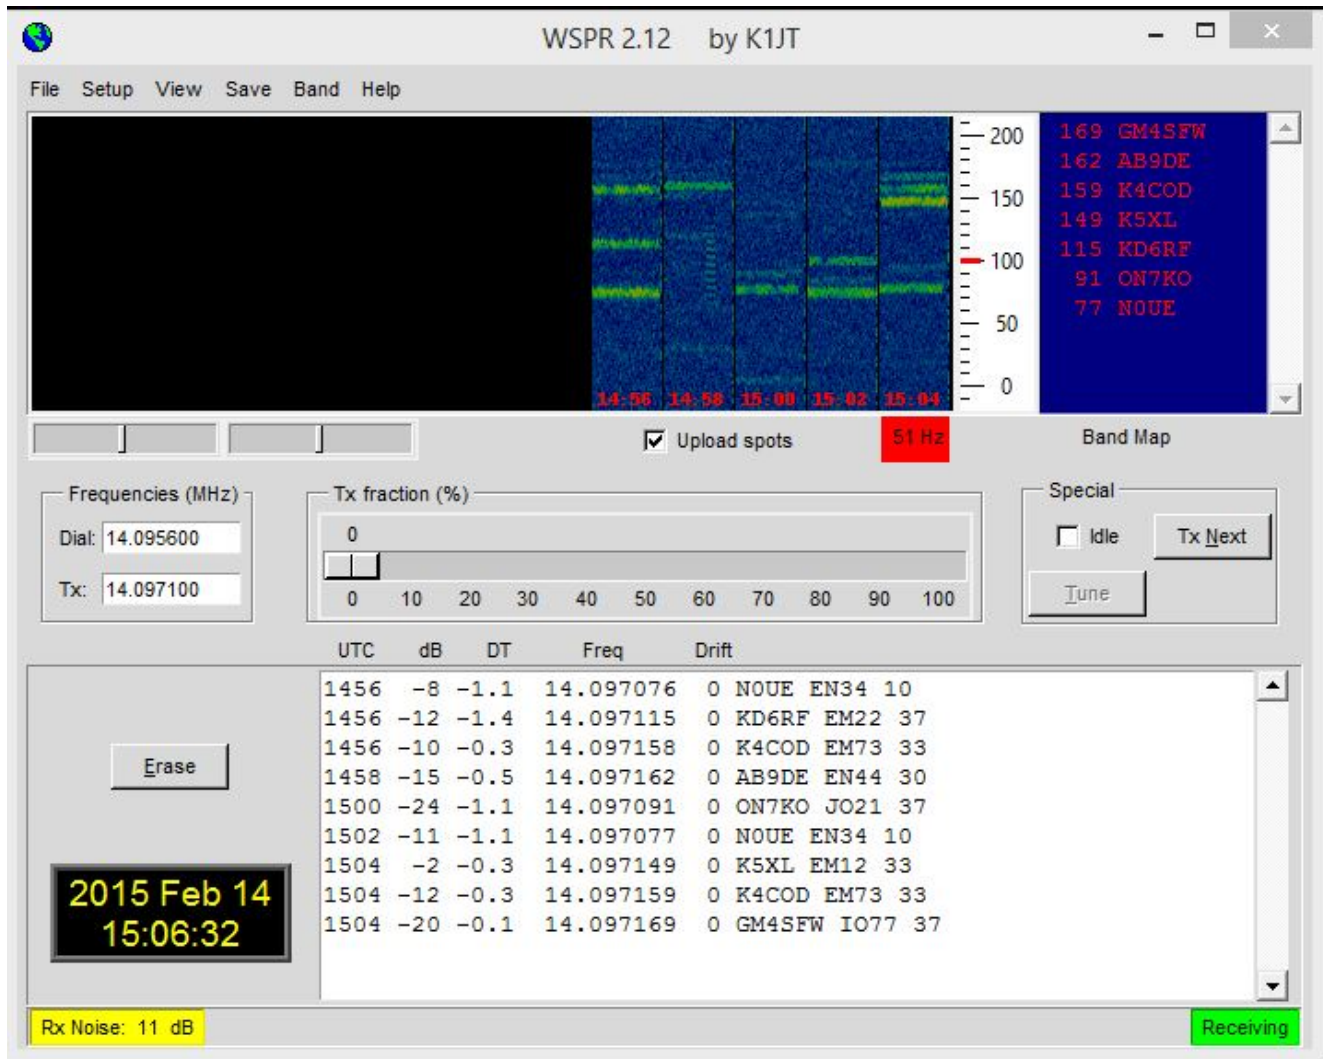 WSPR 2.12 by K1JT
File Setup View Save Band Help
200
150
100
50
0
14:56 14:58 15:00 15:02 15:04
169 GM4SFW
162 AB9DE
159 K4COD
149 K5XL
115 KD6RF
91 ON7KO
77 N0UE
Upload spots
51 Hz
Band Map
Frequencies (MHz)
Dial: 14.095600
Tx: 14.097100
Tx fraction (%)
0
0 10 20 30 40 50 60 70 80 90 100
Special
Idle
Tx Next
Tune
UTC dB DT Freq Drift
1456 -8 -1.1 14.097076 0 N0UE EN34 10
1456 -12 -1.4 14.097115 0 KD6RF EM22 37
1456 -10 -0.3 14.097158 0 K4COD EM73 33
1458 -15 -0.5 14.097162 0 AB9DE EN44 30
1500 -24 -1.1 14.097091 0 ON7KO JO21 37
1502 -11 -1.1 14.097077 0 N0UE EN34 10
1504 -2 -0.3 14.097149 0 K5XL EM12 33
1504 -12 -0.3 14.097159 0 K4COD EM73 33
1504 -20 -0.1 14.097169 0 GM4SFW IO77 37
Erase
2015 Feb 14
15:06:32
Rx Noise: 11 dB
Receiving